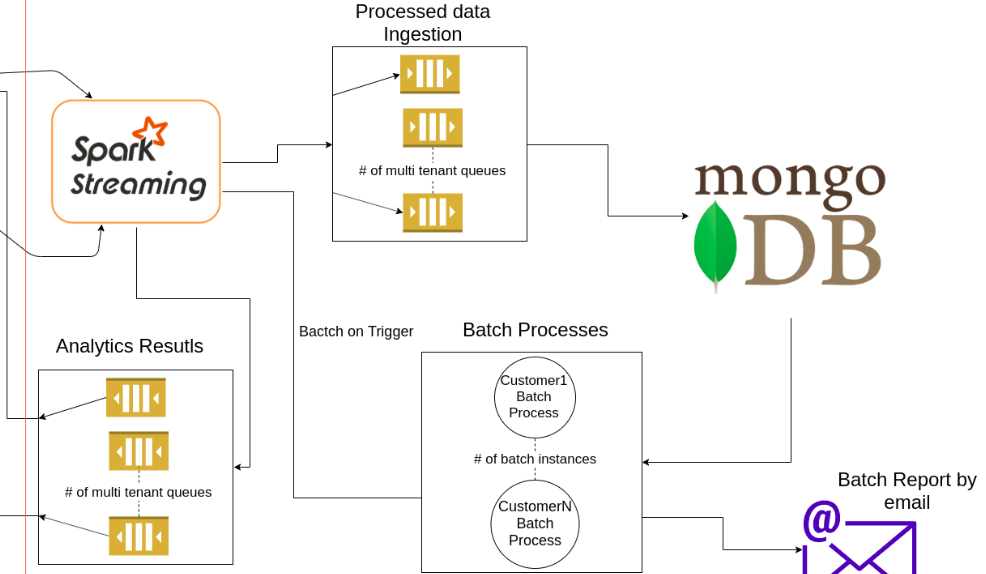 Processed data
Ingestion
Spark
Streaming
# of multi tenant queues
mongo
DB
Bactch on Trigger
Batch Processes
Analytics Resutls
Customer1
Batch
Process
# of batch instances
# of multi tenant queues
CustomerN
Batch
Process
Batch Report by
email
@